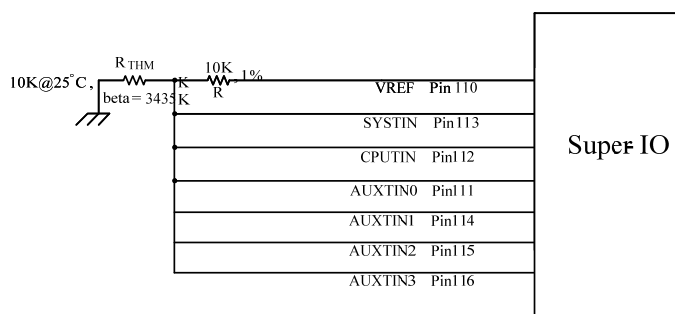 R THM
10K
10K@25°C,
K
, 1%
beta = 3435K
R
VREF Pin 110
SYSTIN Pin113
CPUTIN Pin112
AUXTIN0 Pin111
AUXTIN1 Pin114
AUXTIN2 Pin115
AUXTIN3 Pin116
Super IO